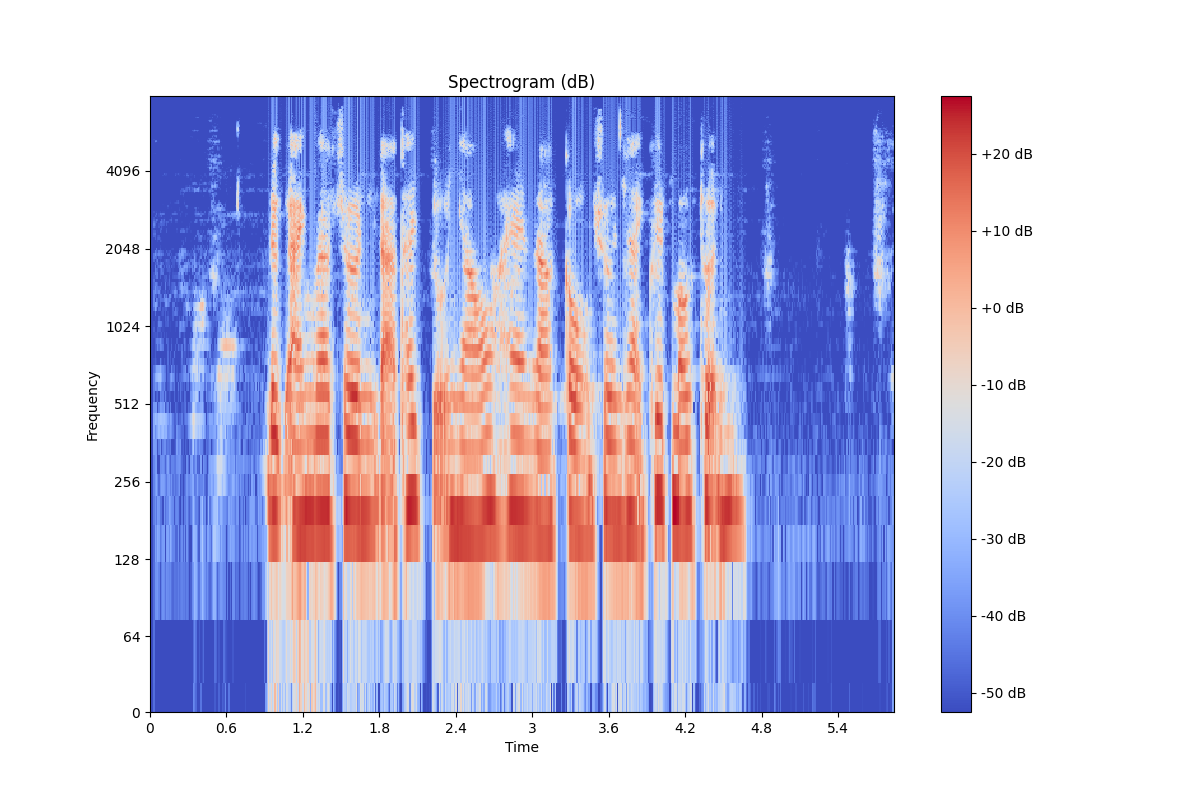 Spectrogram (dB)
4096
2048
1024
512
256
128
64
0
Frequency
0 0.6 1.2 1.8 2.4 3 3.6 4.2 4.8 5.4
Time
+20 dB
+10 dB
+0 dB
-10 dB
-20 dB
-30 dB
-40 dB
-50 dB